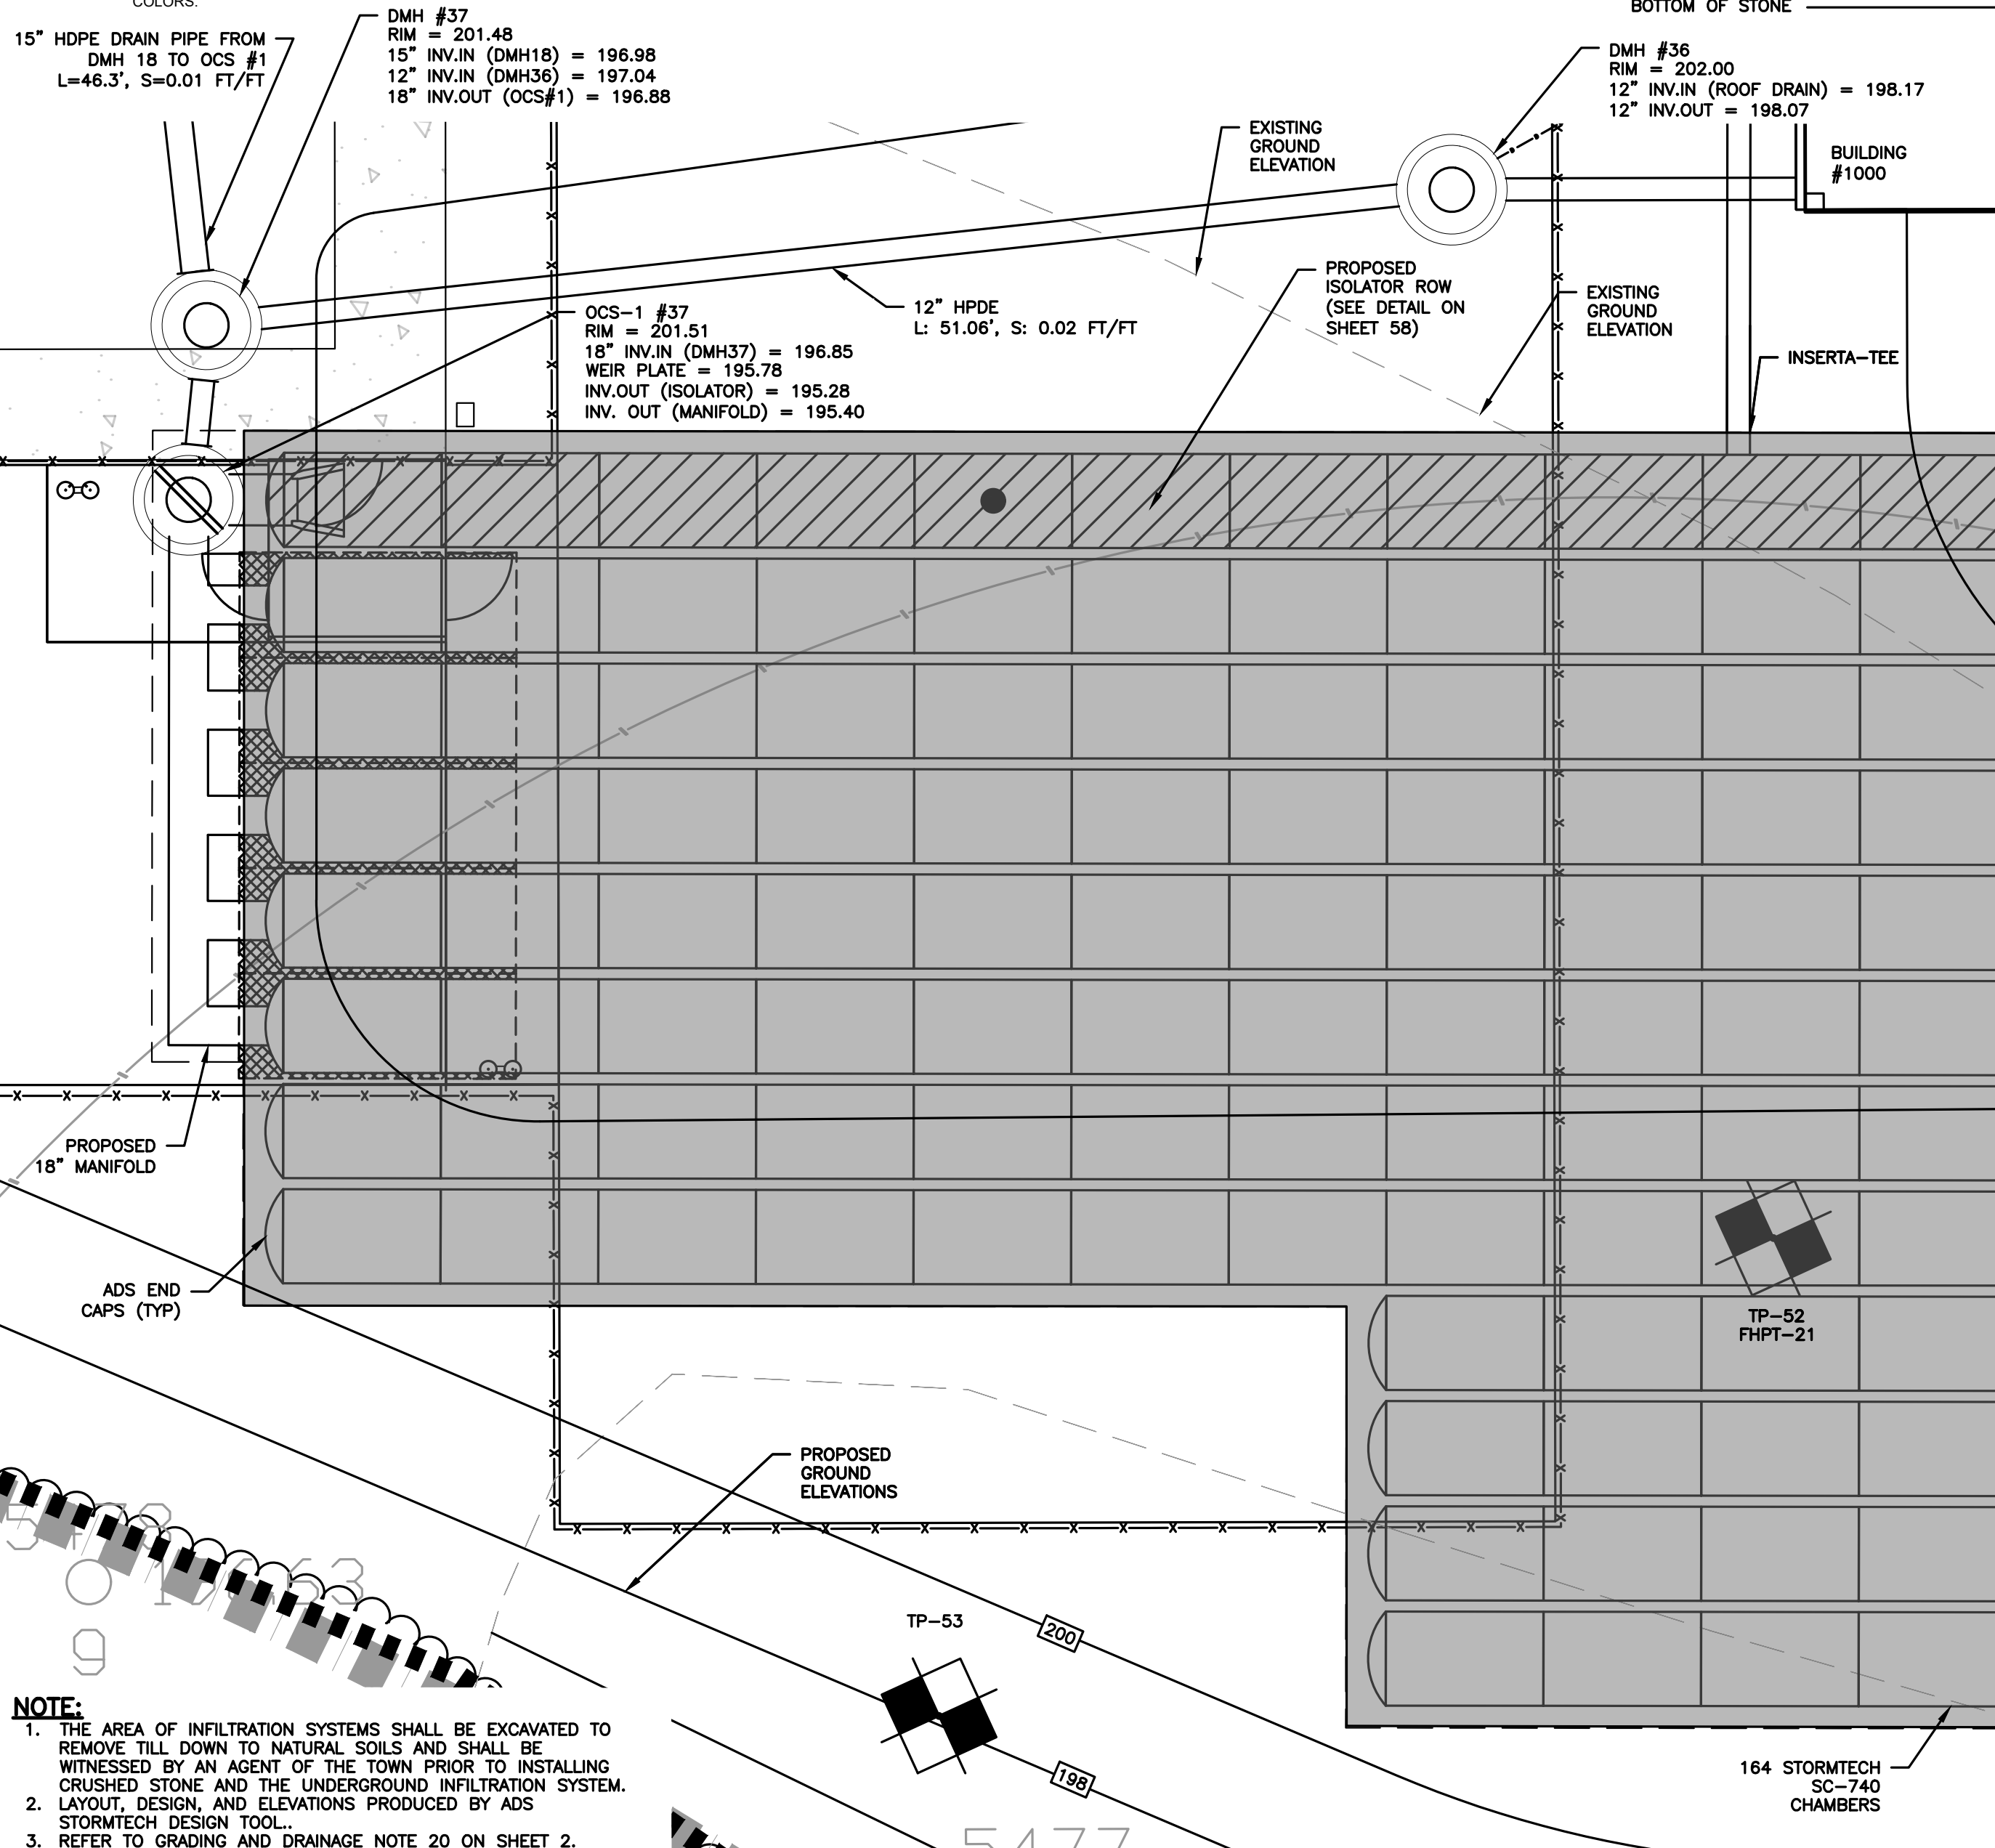 COLORS.
15" HDPE DRAIN PIPE FROM
DMH 18 TO OCS #1
L=46.3', S=0.01 FT/FT
DMH #37
RIM = 201.48
15" INV.IN (DMH18) = 196.98
12" INV.IN (DMH36) = 197.04
18" INV.OUT (OCS#1) = 196.88
BOTTOM OF STONE
DMH #36
RIM = 202.00
12" INV.IN (ROOF DRAIN) = 198.17
12" INV.OUT = 198.07
EXISTING
GROUND
ELEVATION
BUILDING
#1000
OCS-1 #37
RIM = 201.51
18" INV.IN (DMH37) = 196.85
WEIR PLATE = 195.78
INV.OUT (ISOLATOR) = 195.28
INV. OUT (MANIFOLD) = 195.40
12" HPDE
L: 51.06', S: 0.02 FT/FT
PROPOSED
ISOLATOR ROW
(SEE DETAIL ON
SHEET 58)
EXISTING
GROUND
ELEVATION
INSERTA-TEE
PROPOSED
18" MANIFOLD
ADS END
CAPS (TYP)
TP-52
FHPT-21
PROPOSED
GROUND
ELEVATIONS
TP-53
200
198
9
5477
164 STORMTECH
SC-740
CHAMBERS
NOTE:
1. THE AREA OF INFILTRATION SYSTEMS SHALL BE EXCAVATED TO
REMOVE TILL DOWN TO NATURAL SOILS AND SHALL BE
WITNESSED BY AN AGENT OF THE TOWN PRIOR TO INSTALLING
CRUSHED STONE AND THE UNDERGROUND INFILTRATION SYSTEM.
2. LAYOUT, DESIGN, AND ELEVATIONS PRODUCED BY ADS
STORMTECH DESIGN TOOL..
3. REFER TO GRADING AND DRAINAGE NOTE 20 ON SHEET 2.